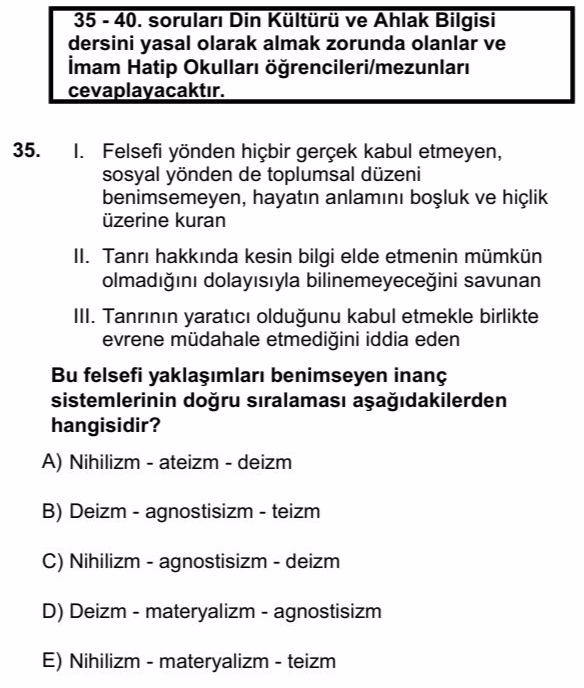 35 - 40. soruları Din Kültürü ve Ahlak Bilgisi
dersini yasal olarak almak zorunda olanlar ve
İmam Hatip Okulları öğrencileri/mezunları
cevaplayacaktır.
35. I. Felsefi yönden hiçbir gerçek kabul etmeyen,
sosyal yönden de toplumsal düzeni
benimsemeyen, hayatın anlamını boşluk ve hiçlik
üzerine kuran
II. Tanrı hakkında kesin bilgi elde etmenin mümkün
olmadığını dolayısıyla bilinemeyeceğini savunan
III. Tanrının yaratıcı olduğunu kabul etmekle birlikte
evrene müdahale etmediğini iddia eden
Bu felsefi yaklaşımları benimseyen inanç
sistemlerinin doğru sıralaması aşağıdakilerden
hangisidir?
A) Nihilizm - ateizm - deizm
B) Deizm - agnostisizm - teizm
C) Nihilizm - agnostisizm - deizm
D) Deizm - materyalizm - agnostisizm
E) Nihilizm - materyalizm - teizm